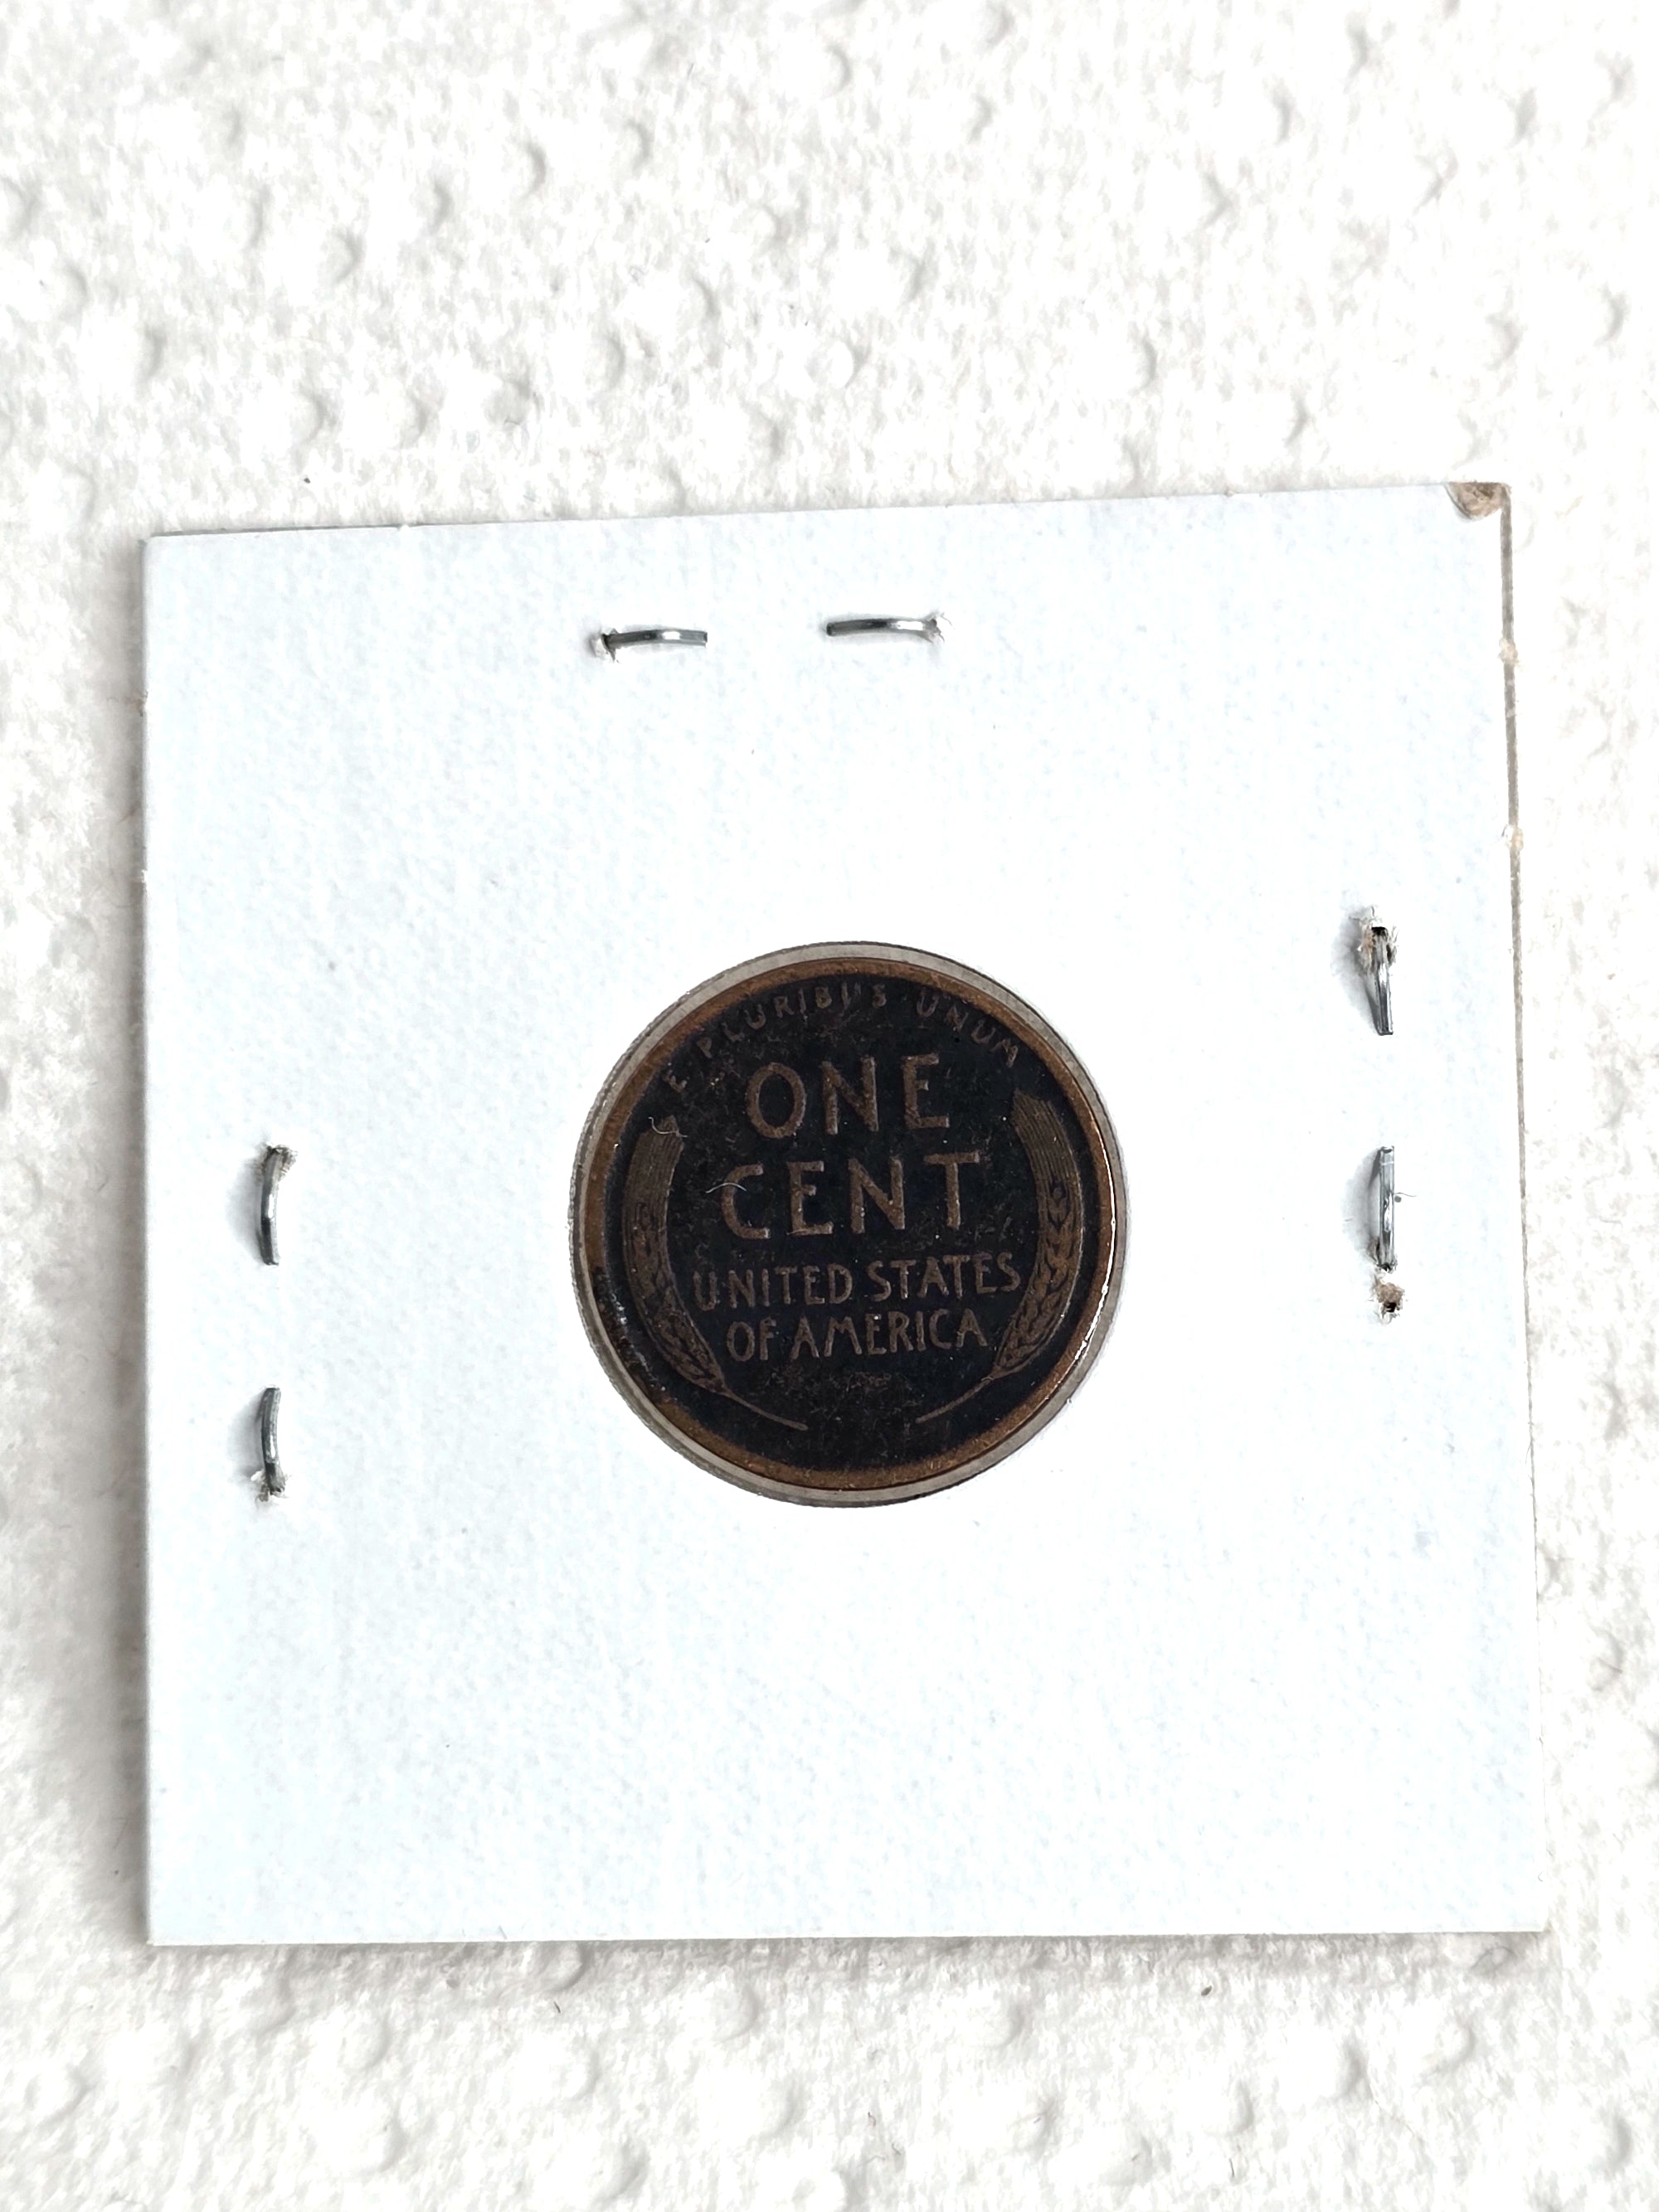 E PLURIBUS · UNUM
ONE
CENT
UNITED STATES
OF AMERICA